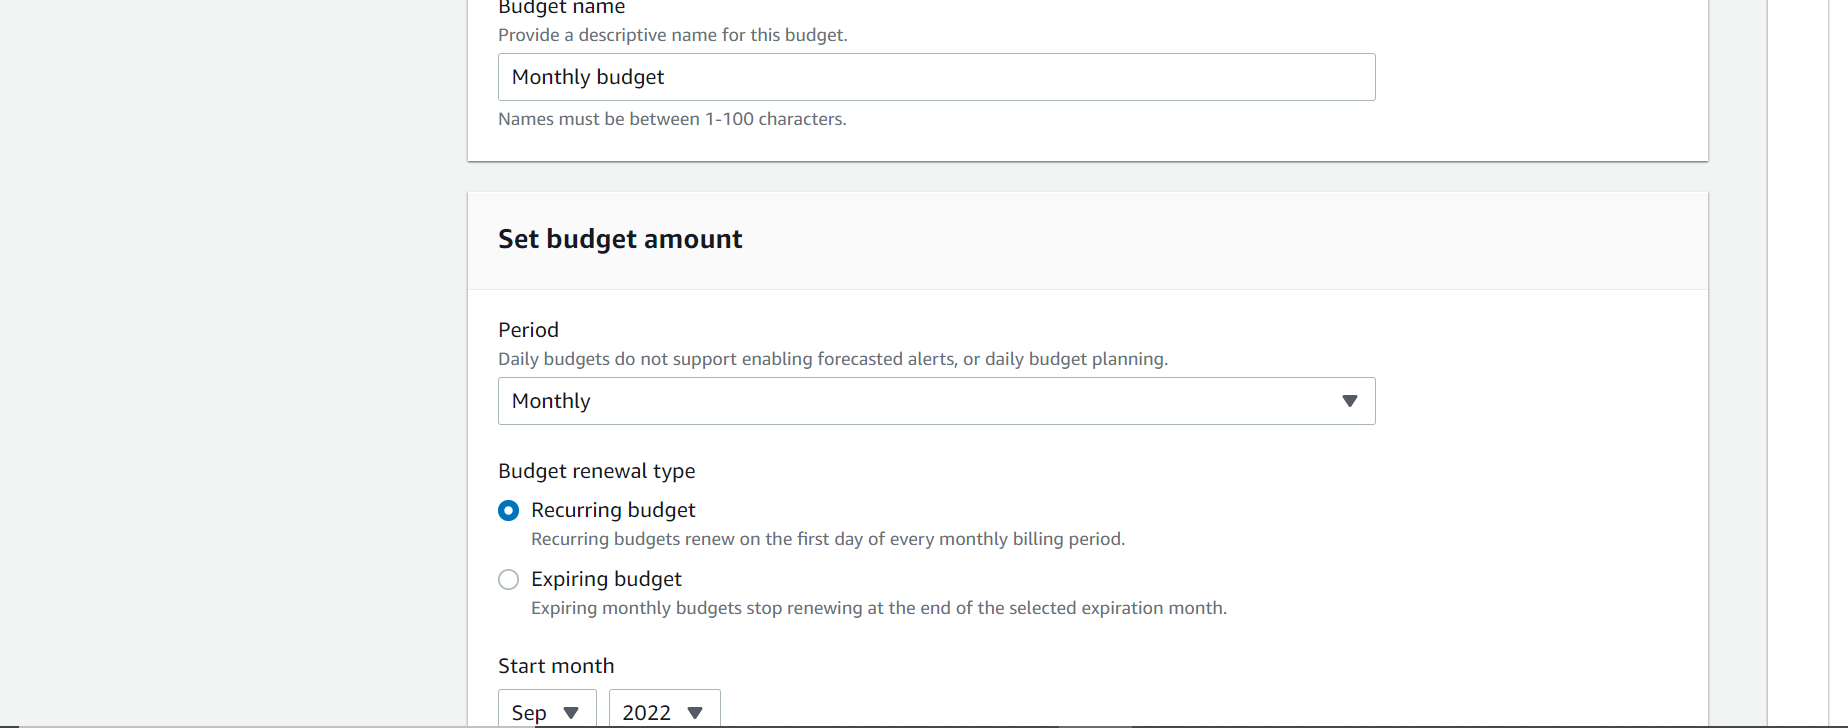 Budget name
Provide a descriptive name for this budget.
Monthly budget
Names must be between 1-100 characters.
Set budget amount
Period
Daily budgets do not support enabling forecasted alerts, or daily budget planning.
Monthly
Budget renewal type
Recurring budget
Recurring budgets renew on the first day of every monthly billing period.
Expiring budget
Expiring monthly budgets stop renewing at the end of the selected expiration month.
Start month
Sep 2022